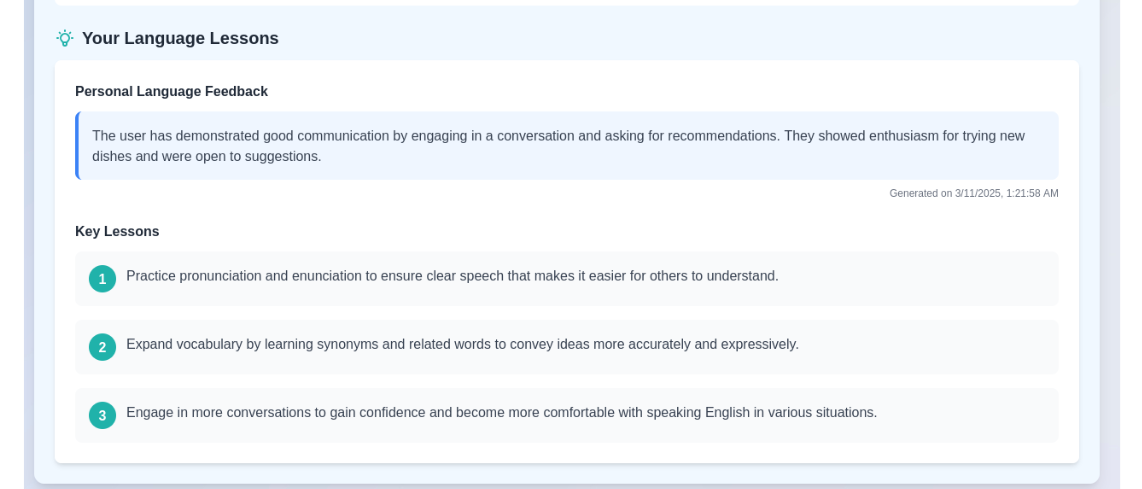 Your Language Lessons
Personal Language Feedback
The user has demonstrated good communication by engaging in a conversation and asking for recommendations. They showed enthusiasm for trying new
dishes and were open to suggestions.
Generated on 3/11/2025, 1:21:58 AM
Key Lessons
1 Practice pronunciation and enunciation to ensure clear speech that makes it easier for others to understand.
2 Expand vocabulary by learning synonyms and related words to convey ideas more accurately and expressively.
3 Engage in more conversations to gain confidence and become more comfortable with speaking English in various situations.